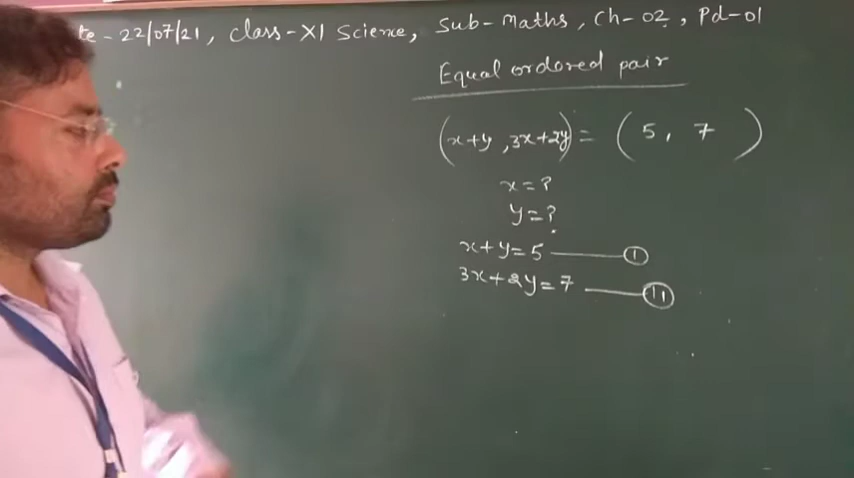 te - 22/07/21, Class-XI Science, Sub-Maths, Ch-02, Pd-01
Equal ordered pair
(x+y, 3x+2y) = (5, 7)
x=?
y=?
x+y=5 — (I)
3x+2y=7 — (II)